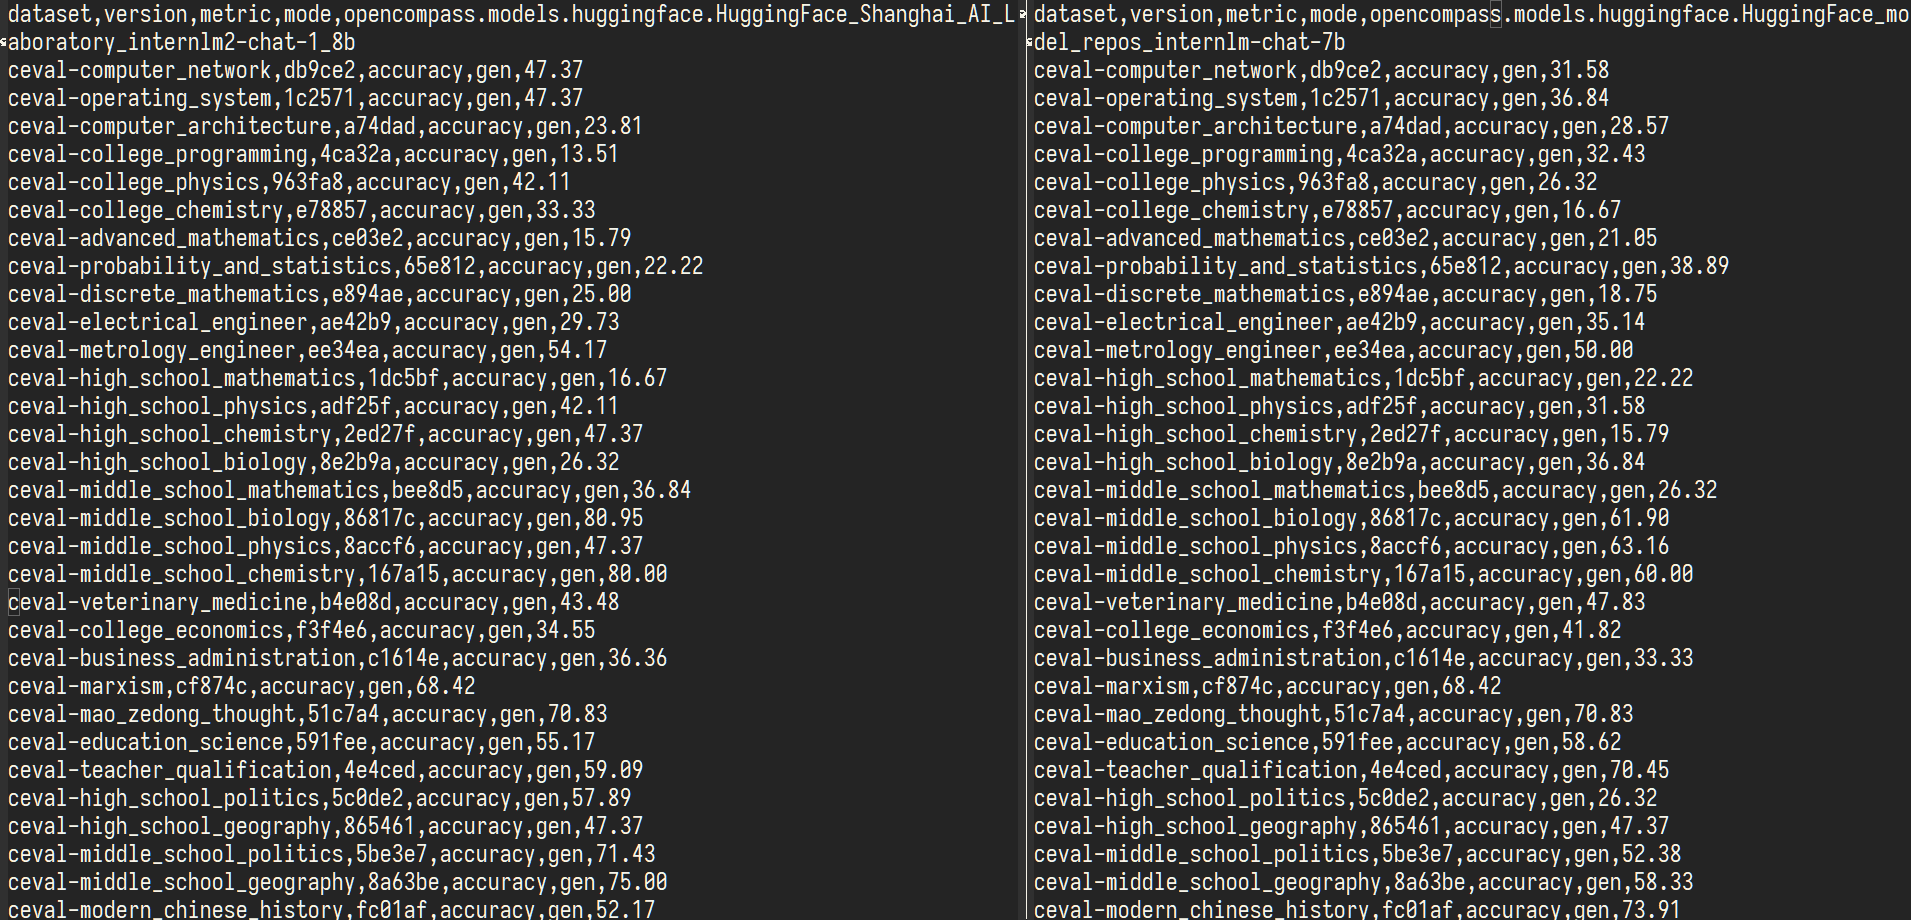 dataset,version,metric,mode,opencompass.models.huggingface.HuggingFace_Shanghai_AI_L
aboratory_internlm2-chat-1_8b
ceval-computer_network,db9ce2,accuracy,gen,47.37
ceval-operating_system,1c2571,accuracy,gen,47.37
ceval-computer_architecture,a74dad,accuracy,gen,23.81
ceval-college_programming,4ca32a,accuracy,gen,13.51
ceval-college_physics,963fa8,accuracy,gen,42.11
ceval-college_chemistry,e78857,accuracy,gen,33.33
ceval-advanced_mathematics,ce03e2,accuracy,gen,15.79
ceval-probability_and_statistics,65e812,accuracy,gen,22.22
ceval-discrete_mathematics,e894ae,accuracy,gen,25.00
ceval-electrical_engineer,ae42b9,accuracy,gen,29.73
ceval-metrology_engineer,ee34ea,accuracy,gen,54.17
ceval-high_school_mathematics,1dc5bf,accuracy,gen,16.67
ceval-high_school_physics,adf25f,accuracy,gen,42.11
ceval-high_school_chemistry,2ed27f,accuracy,gen,47.37
ceval-high_school_biology,8e2b9a,accuracy,gen,26.32
ceval-middle_school_mathematics,bee8d5,accuracy,gen,36.84
ceval-middle_school_biology,86817c,accuracy,gen,80.95
ceval-middle_school_physics,8accf6,accuracy,gen,47.37
ceval-middle_school_chemistry,167a15,accuracy,gen,80.00
ceval-veterinary_medicine,b4e08d,accuracy,gen,43.48
ceval-college_economics,f3f4e6,accuracy,gen,34.55
ceval-business_administration,c1614e,accuracy,gen,36.36
ceval-marxism,cf874c,accuracy,gen,68.42
ceval-mao_zedong_thought,51c7a4,accuracy,gen,70.83
ceval-education_science,591fee,accuracy,gen,55.17
ceval-teacher_qualification,4e4ced,accuracy,gen,59.09
ceval-high_school_politics,5c0de2,accuracy,gen,57.89
ceval-high_school_geography,865461,accuracy,gen,47.37
ceval-middle_school_politics,5be3e7,accuracy,gen,71.43
ceval-middle_school_geography,8a63be,accuracy,gen,75.00
ceval-modern_chinese_history,fc01af,accuracy,gen,52.17
dataset,version,metric,mode,opencompass.models.huggingface.HuggingFace_mo
del_repos_internlm-chat-7b
ceval-computer_network,db9ce2,accuracy,gen,31.58
ceval-operating_system,1c2571,accuracy,gen,36.84
ceval-computer_architecture,a74dad,accuracy,gen,28.57
ceval-college_programming,4ca32a,accuracy,gen,32.43
ceval-college_physics,963fa8,accuracy,gen,26.32
ceval-college_chemistry,e78857,accuracy,gen,16.67
ceval-advanced_mathematics,ce03e2,accuracy,gen,21.05
ceval-probability_and_statistics,65e812,accuracy,gen,38.89
ceval-discrete_mathematics,e894ae,accuracy,gen,18.75
ceval-electrical_engineer,ae42b9,accuracy,gen,35.14
ceval-metrology_engineer,ee34ea,accuracy,gen,50.00
ceval-high_school_mathematics,1dc5bf,accuracy,gen,22.22
ceval-high_school_physics,adf25f,accuracy,gen,31.58
ceval-high_school_chemistry,2ed27f,accuracy,gen,15.79
ceval-high_school_biology,8e2b9a,accuracy,gen,36.84
ceval-middle_school_mathematics,bee8d5,accuracy,gen,26.32
ceval-middle_school_biology,86817c,accuracy,gen,61.90
ceval-middle_school_physics,8accf6,accuracy,gen,63.16
ceval-middle_school_chemistry,167a15,accuracy,gen,60.00
ceval-veterinary_medicine,b4e08d,accuracy,gen,47.83
ceval-college_economics,f3f4e6,accuracy,gen,41.82
ceval-business_administration,c1614e,accuracy,gen,33.33
ceval-marxism,cf874c,accuracy,gen,68.42
ceval-mao_zedong_thought,51c7a4,accuracy,gen,70.83
ceval-education_science,591fee,accuracy,gen,58.62
ceval-teacher_qualification,4e4ced,accuracy,gen,70.45
ceval-high_school_politics,5c0de2,accuracy,gen,26.32
ceval-high_school_geography,865461,accuracy,gen,47.37
ceval-middle_school_politics,5be3e7,accuracy,gen,52.38
ceval-middle_school_geography,8a63be,accuracy,gen,58.33
ceval-modern_chinese_history,fc01af,accuracy,gen,73.91